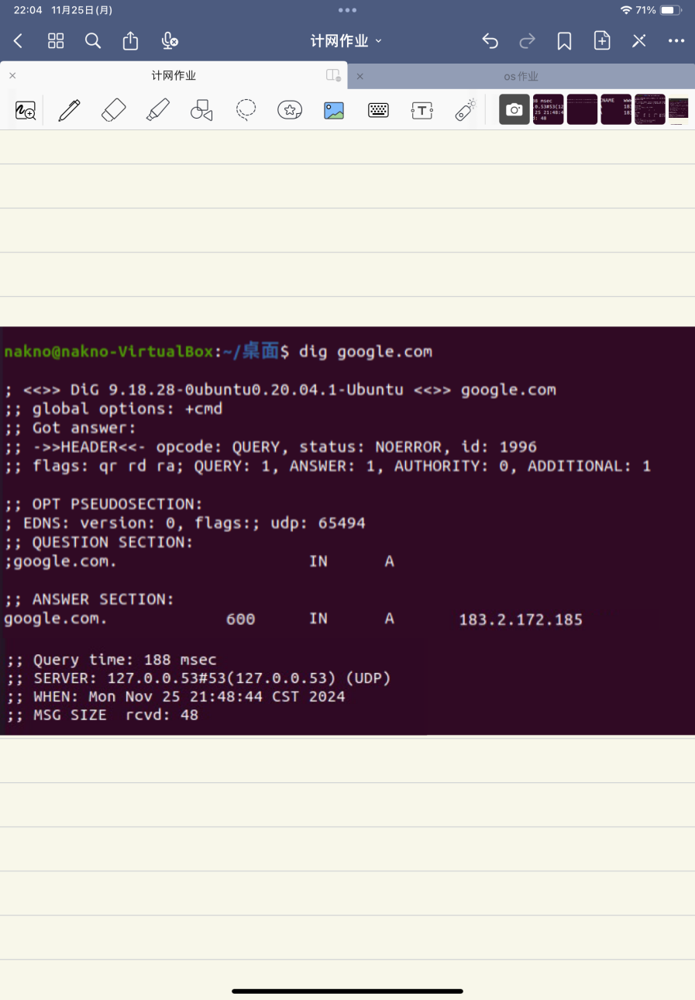 22:04 11月25日(月)
71%
计网作业
计网作业
os作业
nakno@nakno-VirtualBox:~/桌面$ dig google.com
; <<>> DiG 9.18.28-0ubuntu0.20.04.1-Ubuntu <<>> google.com
;; global options: +cmd
;; Got answer:
;; ->>HEADER<<- opcode: QUERY, status: NOERROR, id: 1996
;; flags: qr rd ra; QUERY: 1, ANSWER: 1, AUTHORITY: 0, ADDITIONAL: 1
;; OPT PSEUDOSECTION:
; EDNS: version: 0, flags:; udp: 65494
;; QUESTION SECTION:
;google.com. IN A
;; ANSWER SECTION:
google.com. 600 IN A 183.2.172.185
;; Query time: 188 msec
;; SERVER: 127.0.0.53#53(127.0.0.53) (UDP)
;; WHEN: Mon Nov 25 21:48:44 CST 2024
;; MSG SIZE rcvd: 48